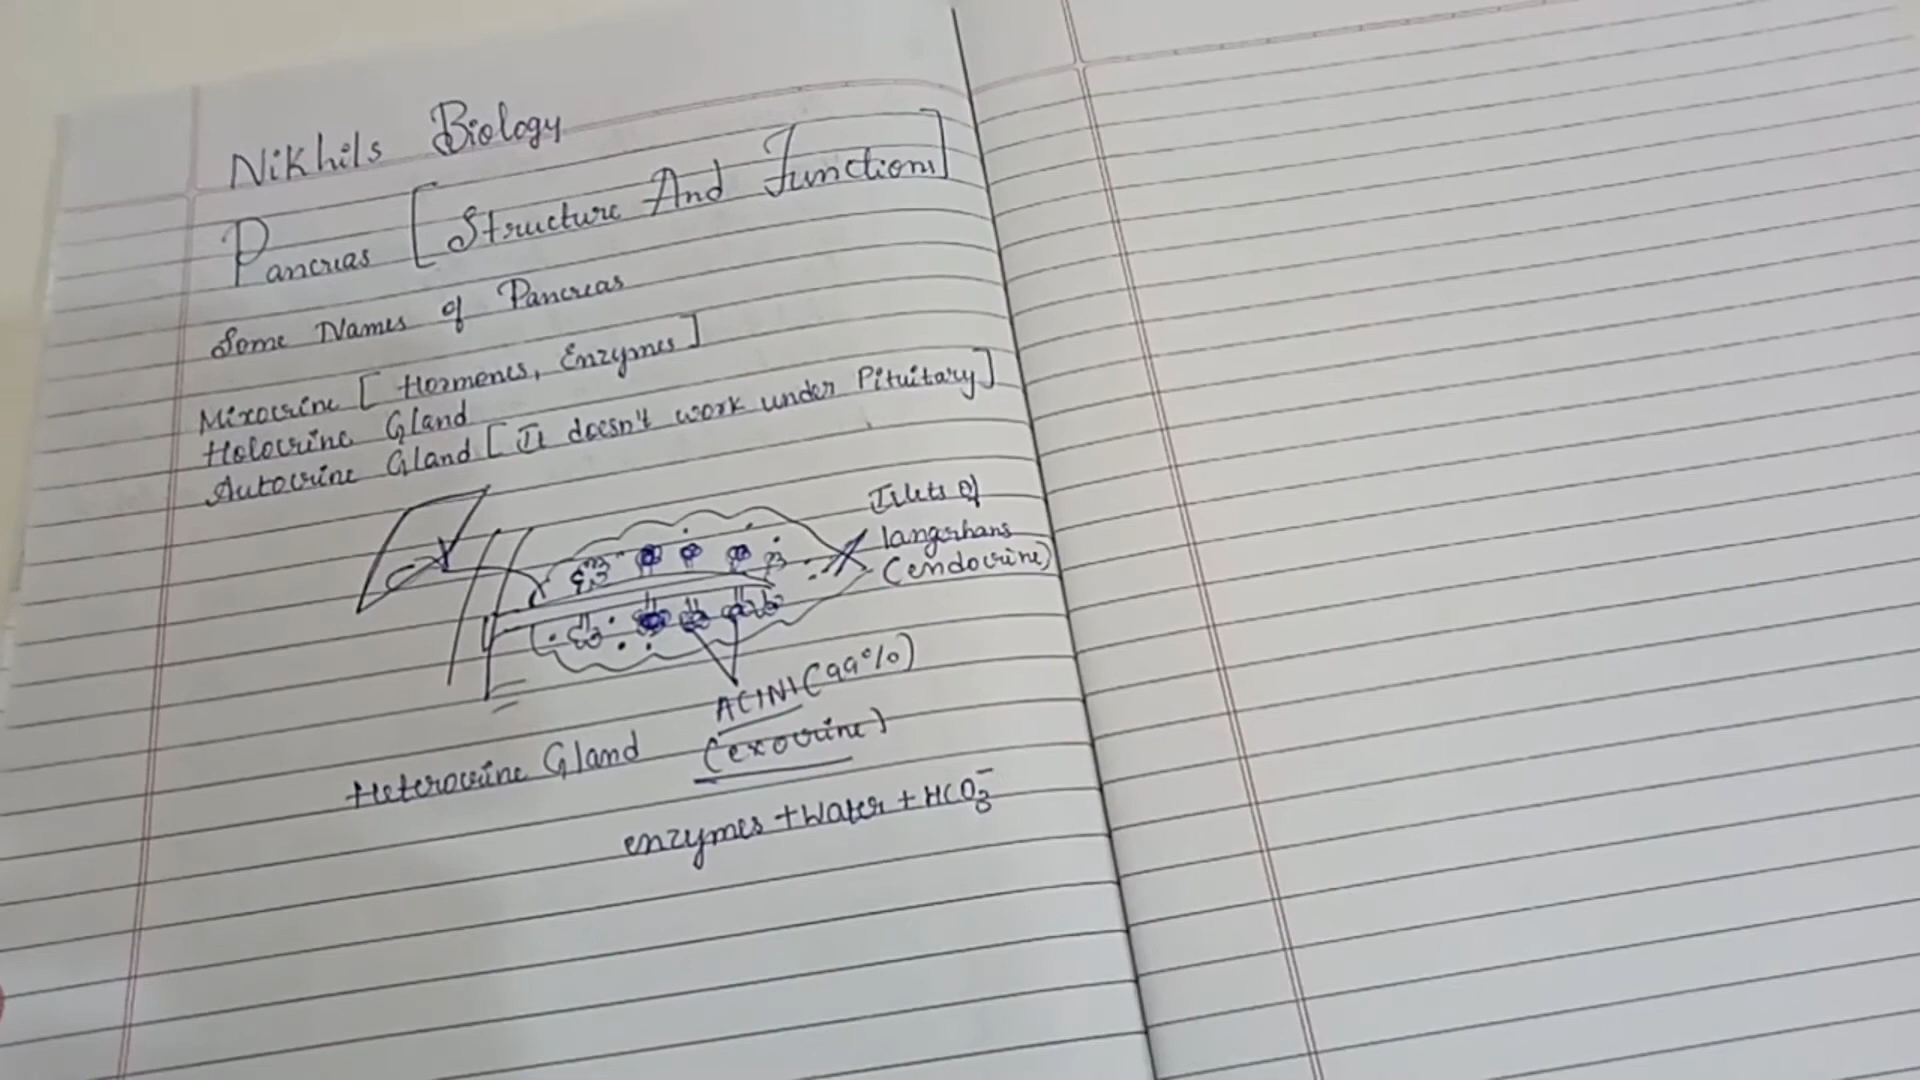 Nikhils Biology
Pancreas [Structure And Functions]
Some Names of Pancreas
Mixocrine [Hormones, Enzymes]
Holocrine Gland
Autocrine Gland [It doesn't work under Pituitary]
Islets of
langerhans
(endocrine)
ACINI (99%)
(exocrine)
Heterocrine Gland
enzymes + Water + HCO3⁻